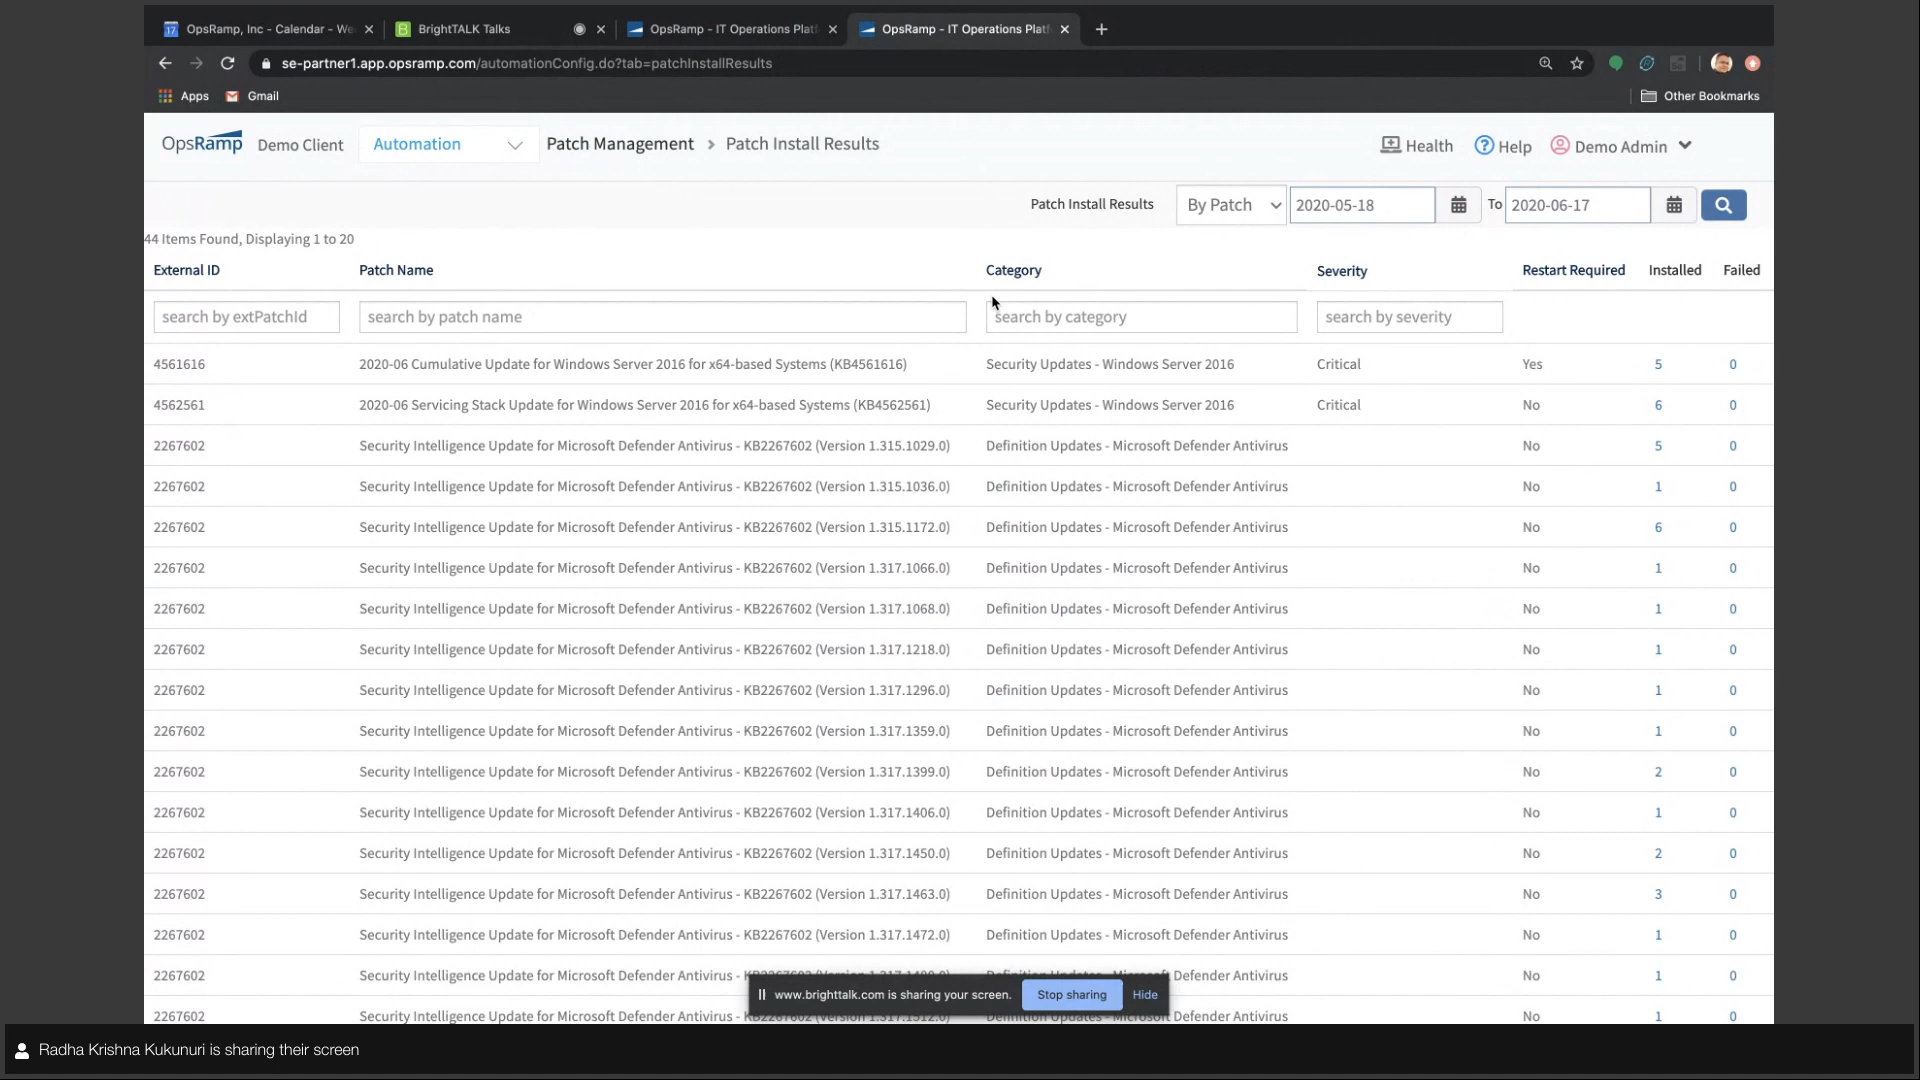 OpsRamp, Inc - Calendar - We
BrightTALK Talks
OpsRamp - IT Operations Platf
OpsRamp - IT Operations Platf
se-partner1.app.opsramp.com/automationConfig.do?tab=patchInstallResults
Apps Gmail Other Bookmarks
OpsRamp Demo Client Automation Patch Management > Patch Install Results Health Help Demo Admin
Patch Install Results By Patch 2020-05-18 To 2020-06-17
44 Items Found, Displaying 1 to 20
External ID Patch Name Category Severity Restart Required Installed Failed
search by extPatchId search by patch name search by category search by severity
4561616 2020-06 Cumulative Update for Windows Server 2016 for x64-based Systems (KB4561616) Security Updates - Windows Server 2016 Critical Yes 5 0
4562561 2020-06 Servicing Stack Update for Windows Server 2016 for x64-based Systems (KB4562561) Security Updates - Windows Server 2016 Critical No 6 0
2267602 Security Intelligence Update for Microsoft Defender Antivirus - KB2267602 (Version 1.315.1029.0) Definition Updates - Microsoft Defender Antivirus No 5 0
2267602 Security Intelligence Update for Microsoft Defender Antivirus - KB2267602 (Version 1.315.1036.0) Definition Updates - Microsoft Defender Antivirus No 1 0
2267602 Security Intelligence Update for Microsoft Defender Antivirus - KB2267602 (Version 1.315.1172.0) Definition Updates - Microsoft Defender Antivirus No 6 0
2267602 Security Intelligence Update for Microsoft Defender Antivirus - KB2267602 (Version 1.317.1066.0) Definition Updates - Microsoft Defender Antivirus No 1 0
2267602 Security Intelligence Update for Microsoft Defender Antivirus - KB2267602 (Version 1.317.1068.0) Definition Updates - Microsoft Defender Antivirus No 1 0
2267602 Security Intelligence Update for Microsoft Defender Antivirus - KB2267602 (Version 1.317.1218.0) Definition Updates - Microsoft Defender Antivirus No 1 0
2267602 Security Intelligence Update for Microsoft Defender Antivirus - KB2267602 (Version 1.317.1296.0) Definition Updates - Microsoft Defender Antivirus No 1 0
2267602 Security Intelligence Update for Microsoft Defender Antivirus - KB2267602 (Version 1.317.1359.0) Definition Updates - Microsoft Defender Antivirus No 1 0
2267602 Security Intelligence Update for Microsoft Defender Antivirus - KB2267602 (Version 1.317.1399.0) Definition Updates - Microsoft Defender Antivirus No 2 0
2267602 Security Intelligence Update for Microsoft Defender Antivirus - KB2267602 (Version 1.317.1406.0) Definition Updates - Microsoft Defender Antivirus No 1 0
2267602 Security Intelligence Update for Microsoft Defender Antivirus - KB2267602 (Version 1.317.1450.0) Definition Updates - Microsoft Defender Antivirus No 2 0
2267602 Security Intelligence Update for Microsoft Defender Antivirus - KB2267602 (Version 1.317.1463.0) Definition Updates - Microsoft Defender Antivirus No 3 0
2267602 Security Intelligence Update for Microsoft Defender Antivirus - KB2267602 (Version 1.317.1472.0) Definition Updates - Microsoft Defender Antivirus No 1 0
2267602 Security Intelligence Update for Microsoft Defender Antivirus - Defender Antivirus No 1 0
www.brighttalk.com is sharing your screen. Stop sharing Hide
2267602 Security Intelligence Update for Microsoft Defender Antivirus - Defender Antivirus No 1 0
Radha Krishna Kukunuri is sharing their screen